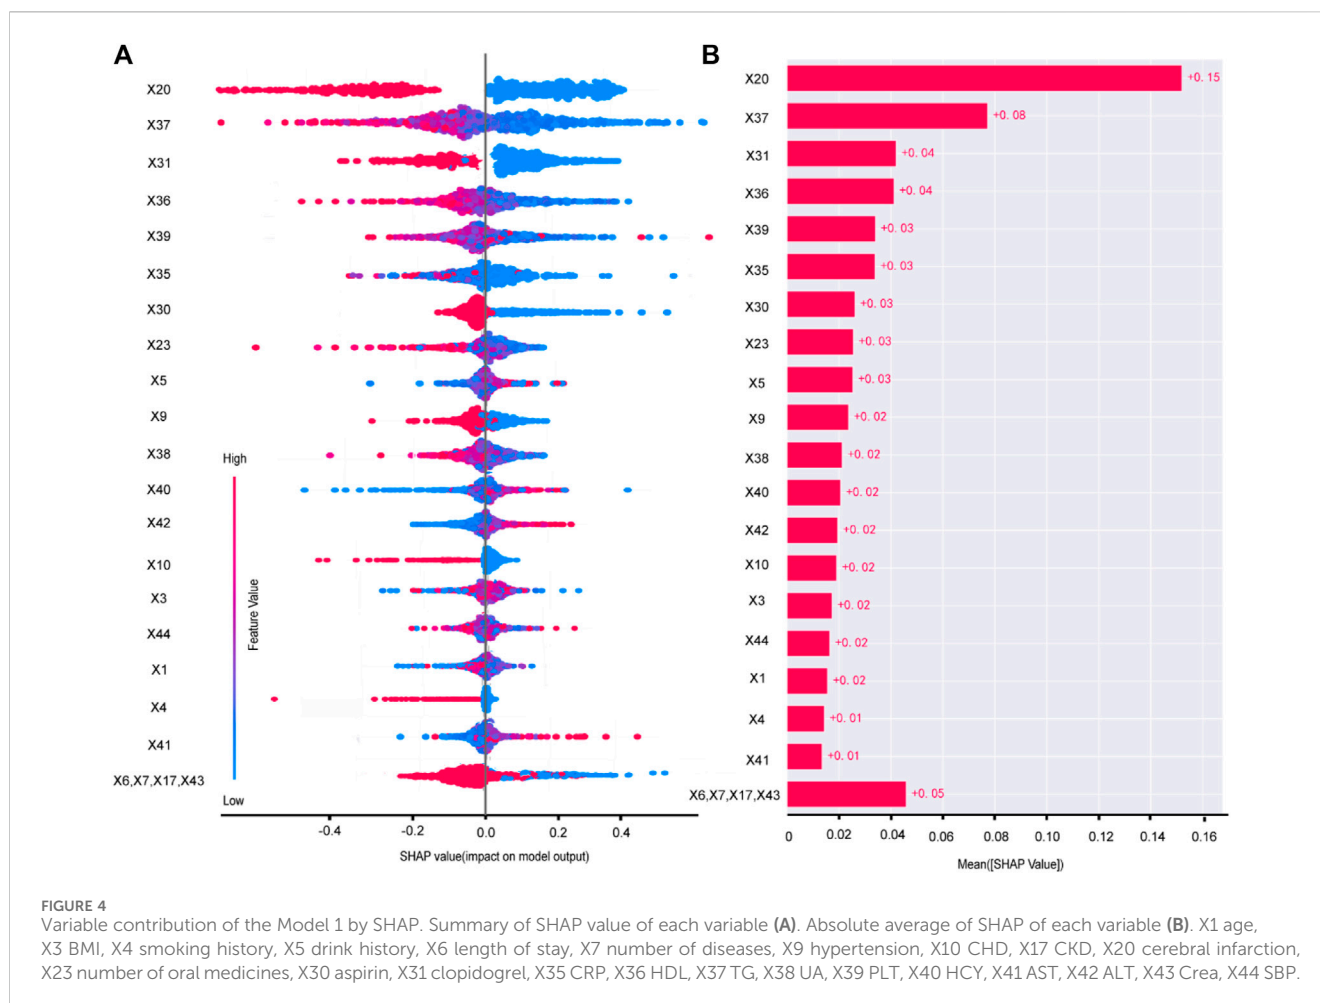 A
X20
X37
X31
X36
X39
X35
X30
X23
X5
X9
X38
X40
X42
X10
X3
X44
X1
X4
X41
X6,X7,X17,X43
High
Feature Value
Low
-0.4
-0.2
0.0
0.2
0.4
SHAP value(impact on model output)
B
X20 +0. 15
X37 +0. 08
X31 +0. 04
X36 +0. 04
X39 +0. 03
X35 +0. 03
X30 +0. 03
X23 +0. 03
X5 +0. 03
X9 +0. 02
X38 +0. 02
X40 +0. 02
X42 +0. 02
X10 +0. 02
X3 +0. 02
X44 +0. 02
X1 +0. 02
X4 +0. 01
X41 +0. 01
X6,X7,X17,X43 +0. 05
0 0.02 0.04 0.06 0.08 0.10 0.12 0.14 0.16
Mean([SHAP Value])
FIGURE 4
Variable contribution of the Model 1 by SHAP. Summary of SHAP value of each variable (A). Absolute average of SHAP of each variable (B). X1 age,
X3 BMI, X4 smoking history, X5 drink history, X6 length of stay, X7 number of diseases, X9 hypertension, X10 CHD, X17 CKD, X20 cerebral infarction,
X23 number of oral medicines, X30 aspirin, X31 clopidogrel, X35 CRP, X36 HDL, X37 TG, X38 UA, X39 PLT, X40 HCY, X41 AST, X42 ALT, X43 Crea, X44 SBP.